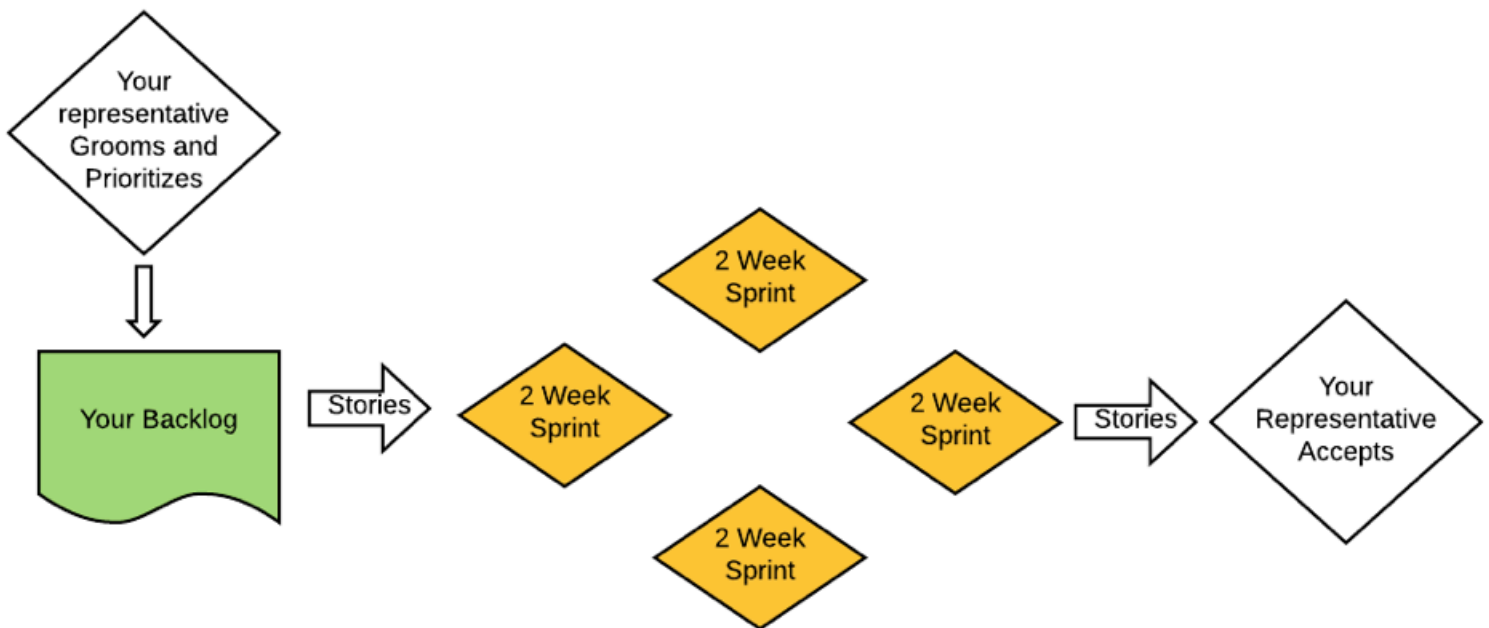 Your
representative
Grooms and
Prioritizes
Your Backlog
Stories
2 Week
Sprint
2 Week
Sprint
2 Week
Sprint
2 Week
Sprint
Stories
Your
Representative
Accepts